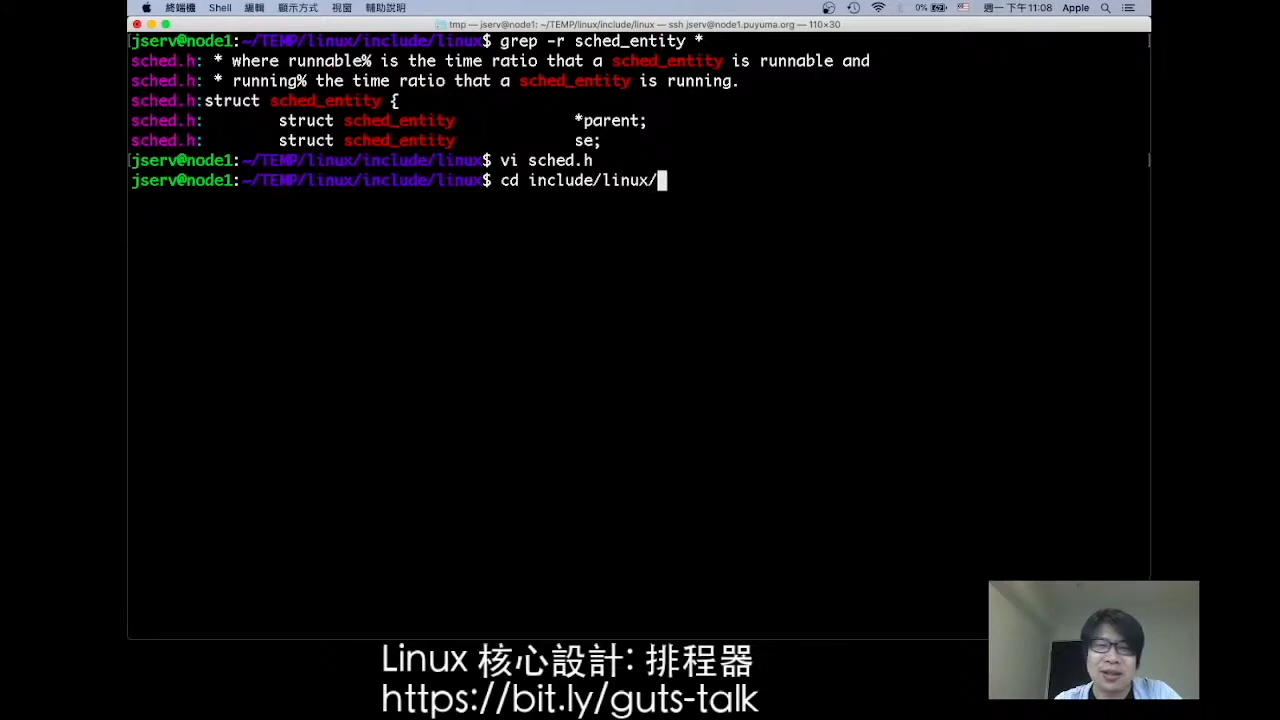 終端機 Shell 編輯 顯示方式 視窗 輔助說明 0% 週一 下午11:08 Apple
tmp — jserv@node1: ~/TEMP/linux/include/linux — ssh jserv@node1.puyuma.org — 110×30
jserv@node1:~/TEMP/linux/include/linux$ grep -r sched_entity *
sched.h: * where runnable% is the time ratio that a sched_entity is runnable and
sched.h: * running% the time ratio that a sched_entity is running.
sched.h:struct sched_entity {
sched.h: struct sched_entity *parent;
sched.h: struct sched_entity se;
jserv@node1:~/TEMP/linux/include/linux$ vi sched.h
jserv@node1:~/TEMP/linux/include/linux$ cd include/linux/
Linux 核心設計: 排程器
https://bit.ly/guts-talk